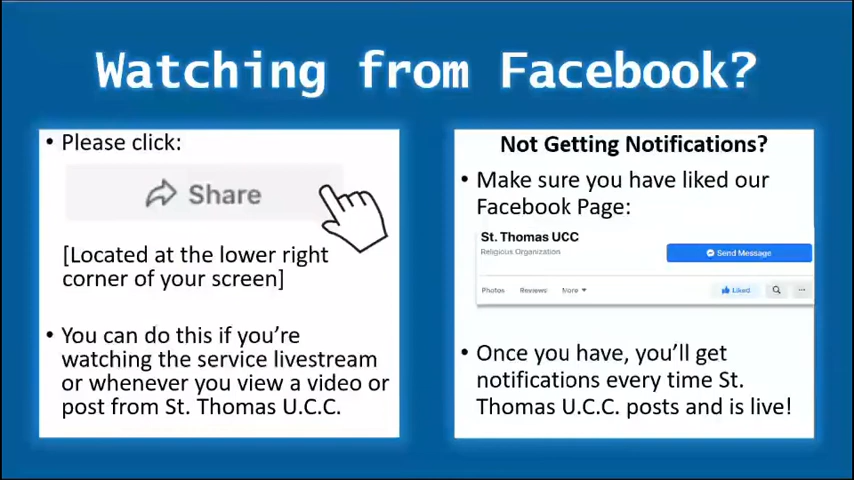 Watching from Facebook?
• Please click:
Share
[Located at the lower right
corner of your screen]
• You can do this if you’re
watching the service livestream
or whenever you view a video or
post from St. Thomas U.C.C.
Not Getting Notifications?
• Make sure you have liked our
Facebook Page:
St. Thomas UCC
Religious Organization
Send Message
Photos Reviews More ▾ Liked ···
• Once you have, you’ll get
notifications every time St.
Thomas U.C.C. posts and is live!